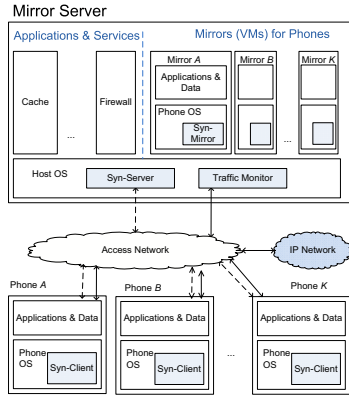 Mirror Server
Applications & Services
Mirrors (VMs) for Phones
Mirror A
Mirror B
Mirror K
Cache
...
Firewall
Applications & Data
Phone OS
Syn-Mirror
...
Host OS
Syn-Server
Traffic Monitor
Access Network
IP Network
Phone A
Phone B
Phone K
Applications & Data
Applications & Data
Applications & Data
Phone OS
Syn-Client
Phone OS
Syn-Client
...
Phone OS
Syn-Client